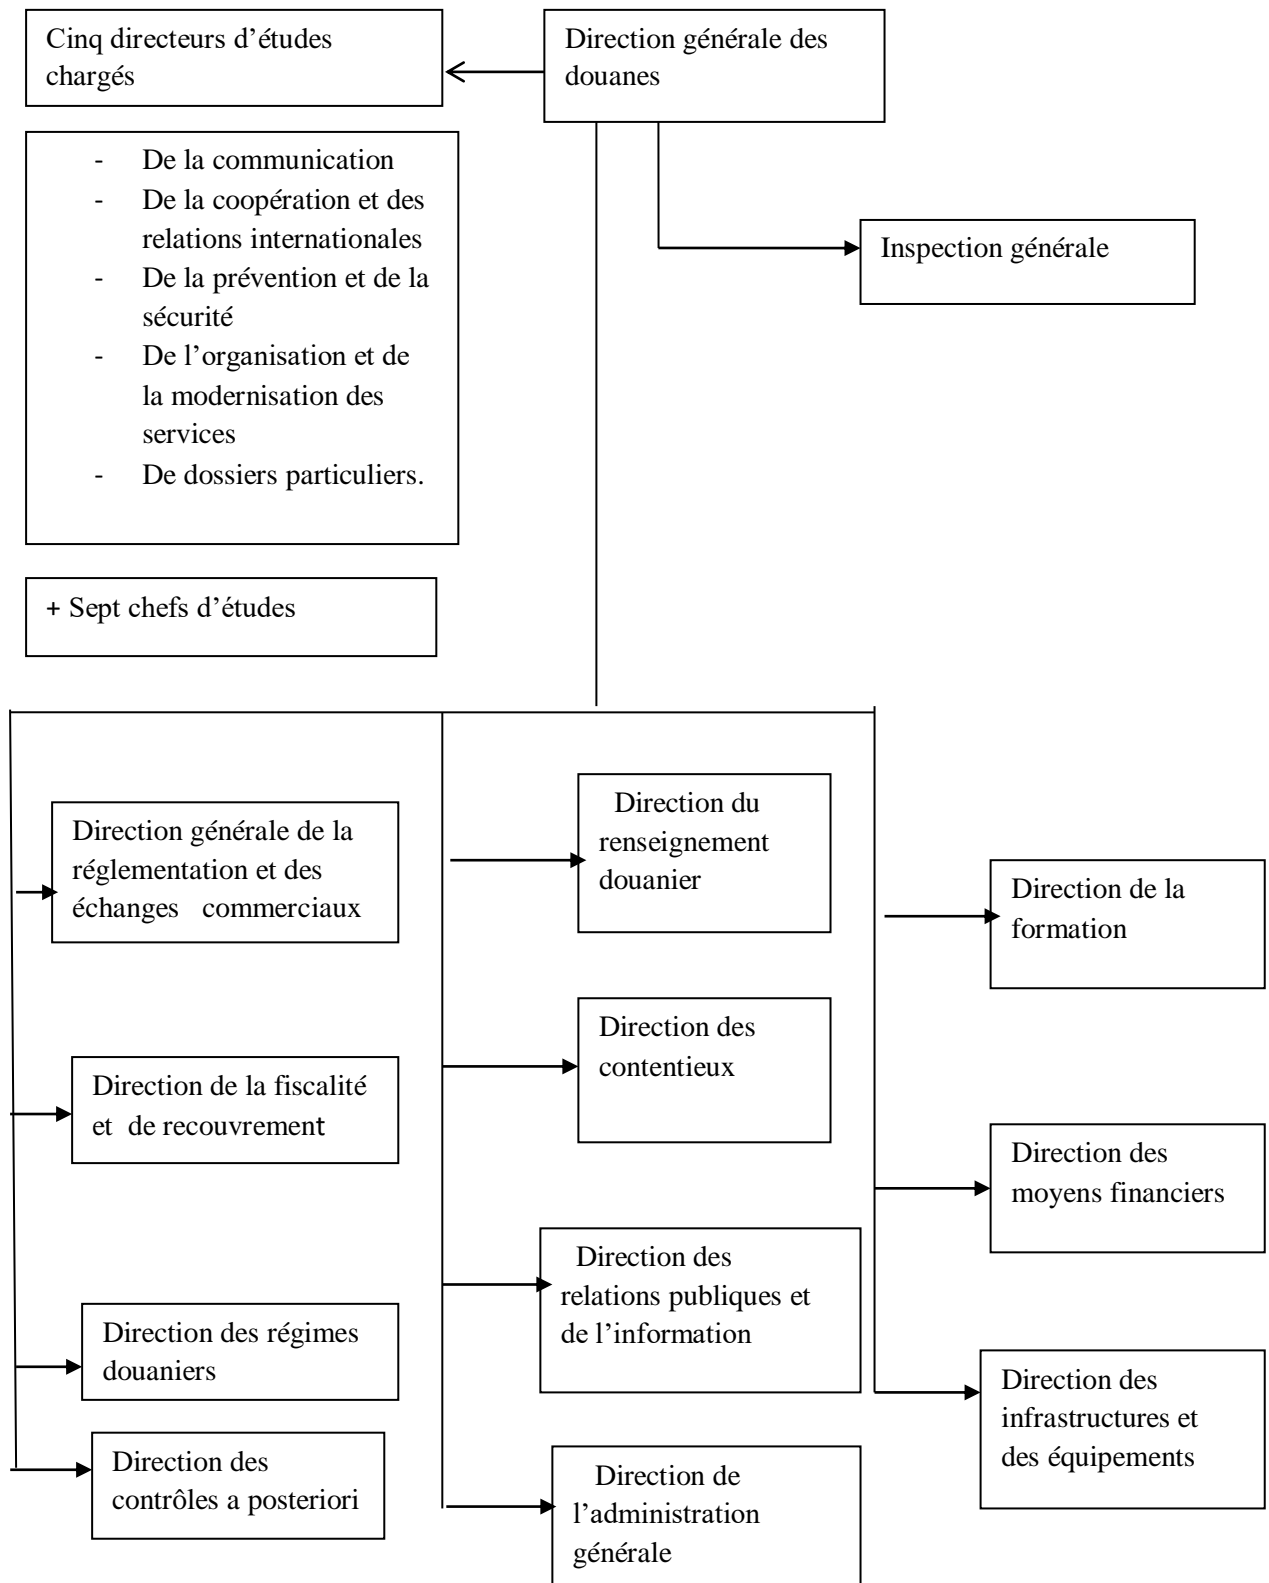 Cinq directeurs d’études
chargés
Direction générale des
douanes
- De la communication
- De la coopération et des
relations internationales
- De la prévention et de la
sécurité
- De l’organisation et de
la modernisation des
services
- De dossiers particuliers.
Inspection générale
+ Sept chefs d’études
Direction générale de la
réglementation et des
échanges commerciaux
Direction de la fiscalité
et de recouvrement
Direction des régimes
douaniers
Direction des
contrôles a posteriori
Direction du
renseignement
douanier
Direction des
contentieux
Direction des
relations publiques et
de l’information
Direction de
l’administration
générale
Direction de la
formation
Direction des
moyens financiers
Direction des
infrastructures et
des équipements